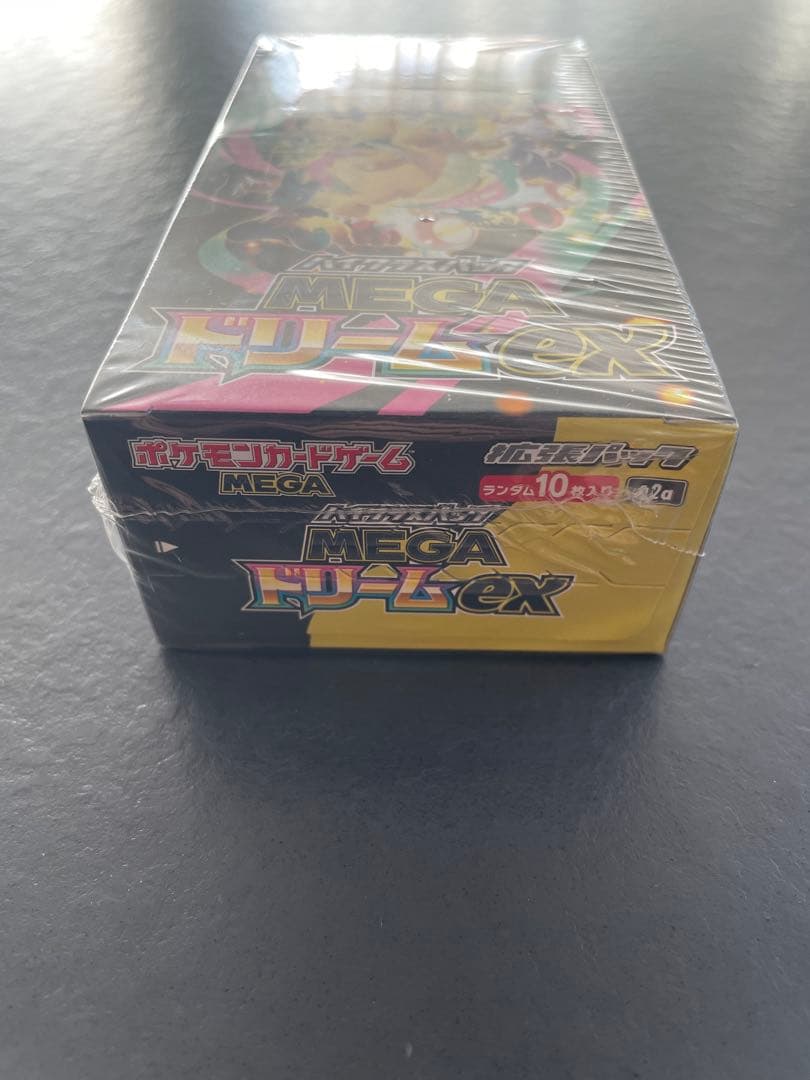 ハイクラスパック
MEGA
ドリームex
ポケモンカードゲーム
MEGA
拡張パック
ランダム10枚入り
2a
ハイクラスパック
MEGA
ドリームex